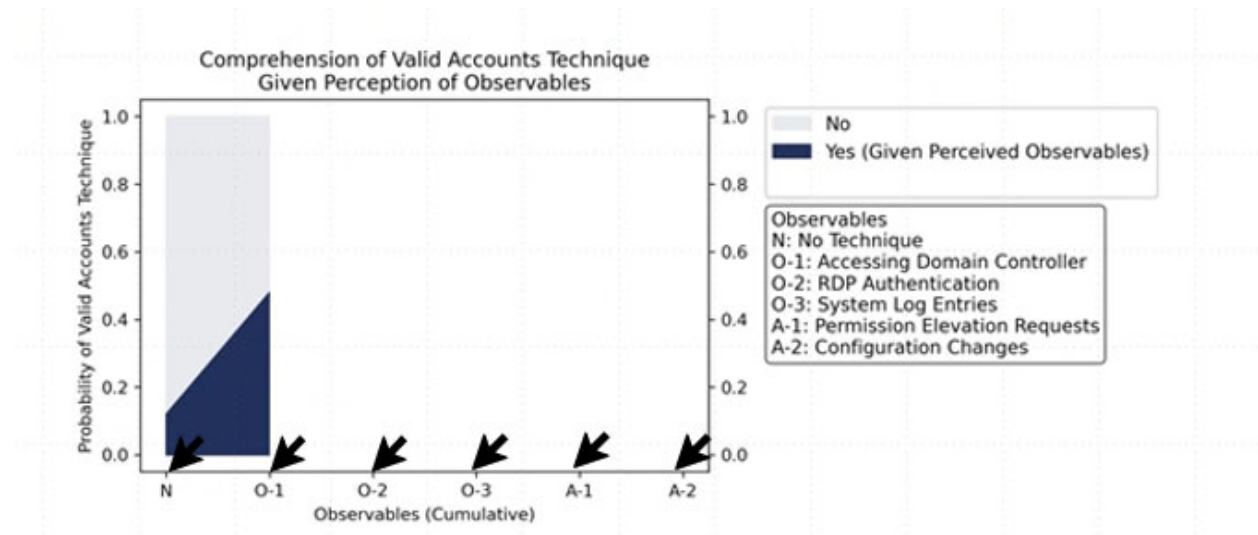 Comprehension of Valid Accounts Technique
Given Perception of Observables
Probability of Valid Accounts Technique
1.0
0.8
0.6
0.4
0.2
0.0
1.0
0.8
0.6
0.4
0.2
0.0
N O-1 O-2 O-3 A-1 A-2
Observables (Cumulative)
No
Yes (Given Perceived Observables)
Observables
N: No Technique
O-1: Accessing Domain Controller
O-2: RDP Authentication
O-3: System Log Entries
A-1: Permission Elevation Requests
A-2: Configuration Changes